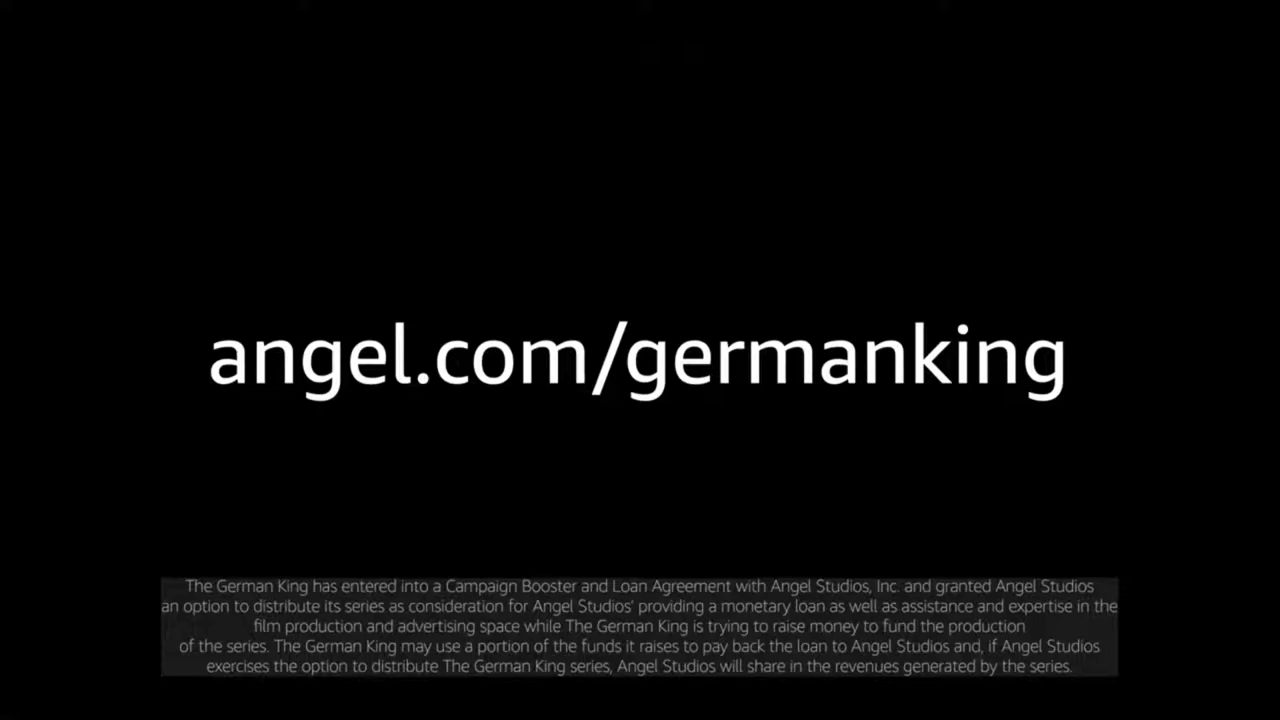 angel.com/germanking
The German King has entered into a Campaign Booster and Loan Agreement with Angel Studios, Inc. and granted Angel Studios
an option to distribute its series as consideration for Angel Studios' providing a monetary loan as well as assistance and expertise in the
film production and advertising space while The German King is trying to raise money to fund the production
of the series. The German King may use a portion of the funds it raises to pay back the loan to Angel Studios and, if Angel Studios
exercises the option to distribute The German King series, Angel Studios will share in the revenues generated by the series.